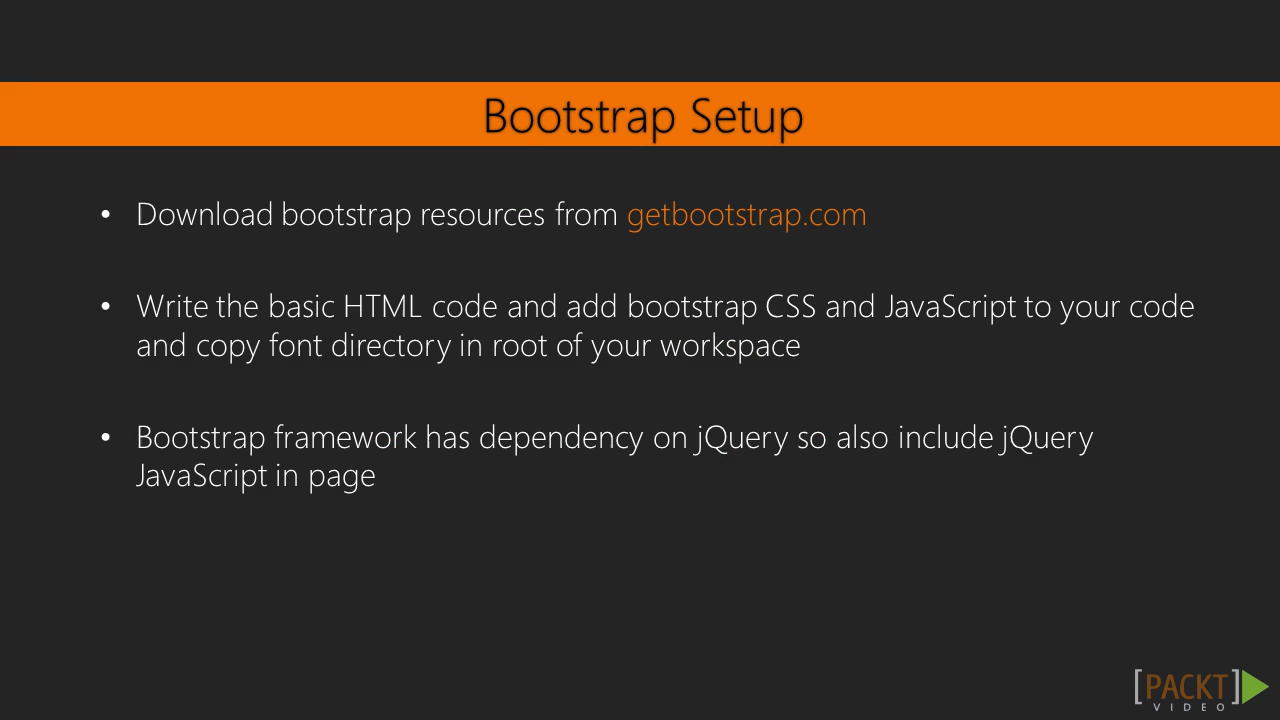 Bootstrap Setup
• Download bootstrap resources from getbootstrap.com
• Write the basic HTML code and add bootstrap CSS and JavaScript to your code
and copy font directory in root of your workspace
• Bootstrap framework has dependency on jQuery so also include jQuery
JavaScript in page
[PACKT]
VIDEO